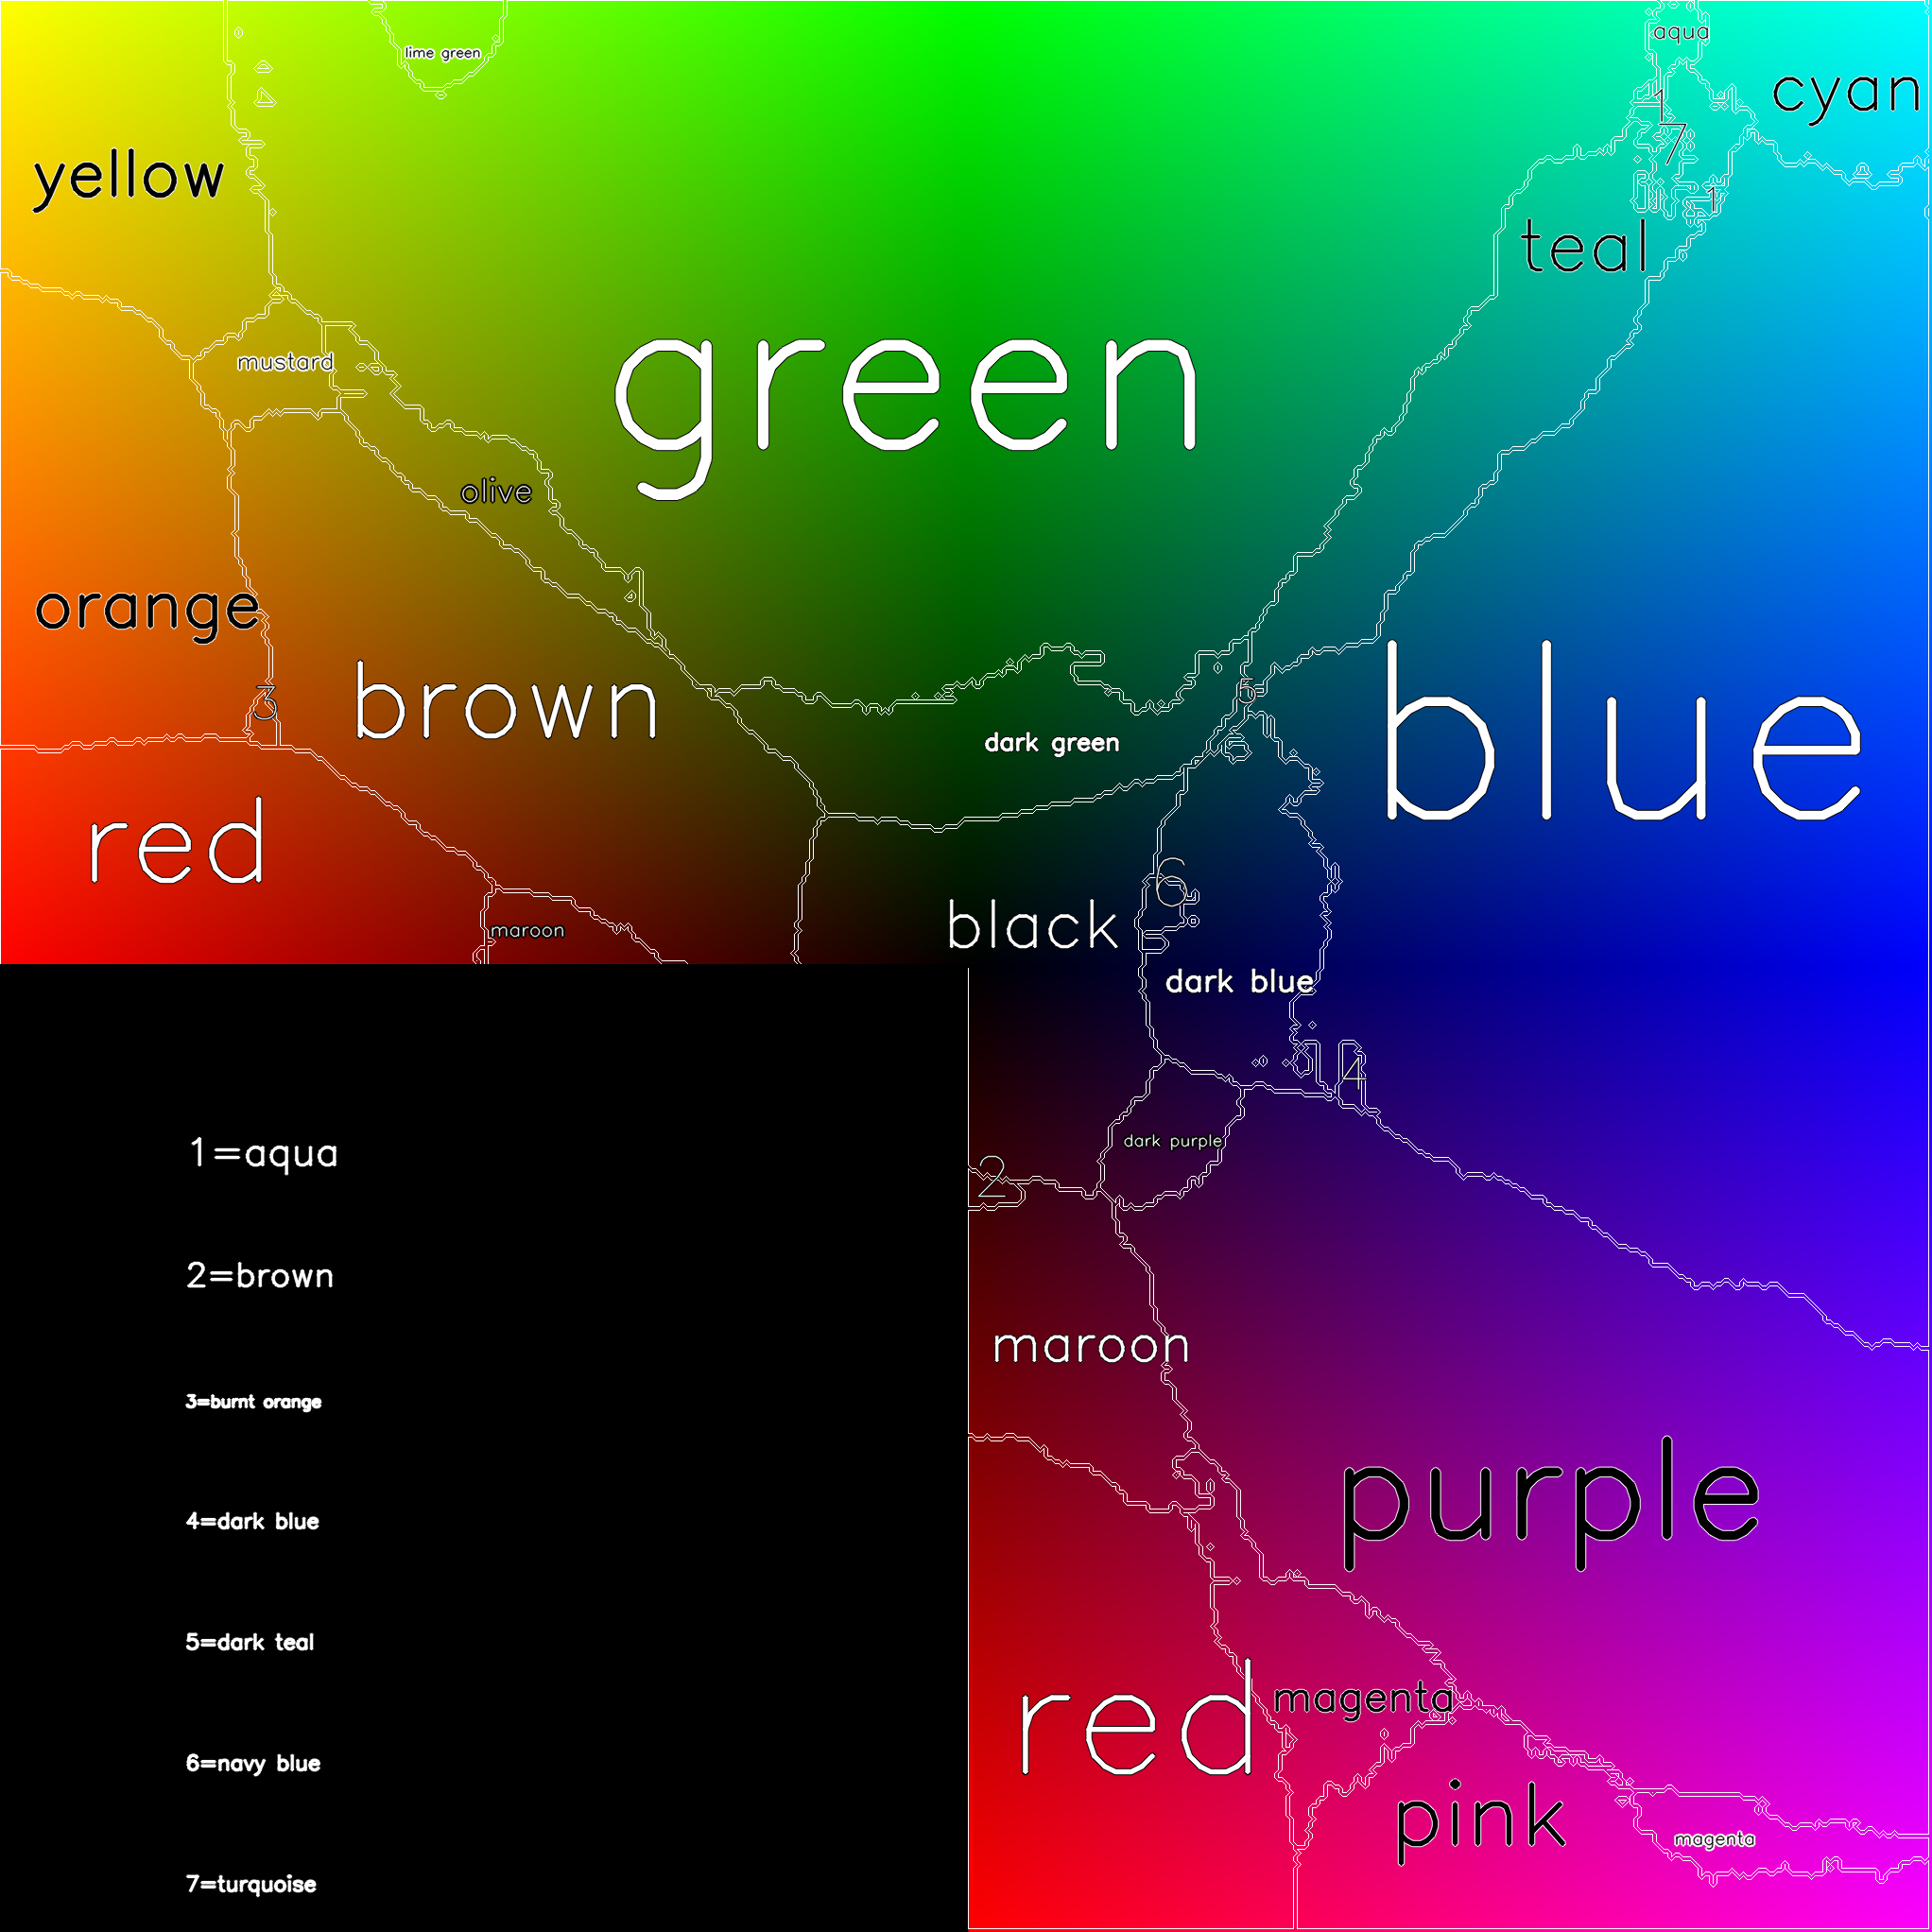 lime green
aqua
cyan
1
7
yellow
1
teal
mustard
green
olive
orange
brown
3
5
dark green
blue
red
6
maroon
black
dark blue
4
dark purple
2
1=aqua
2=brown
maroon
3=burnt orange
purple
4=dark blue
5=dark teal
red
magenta
6=navy blue
pink
magenta
7=turquoise